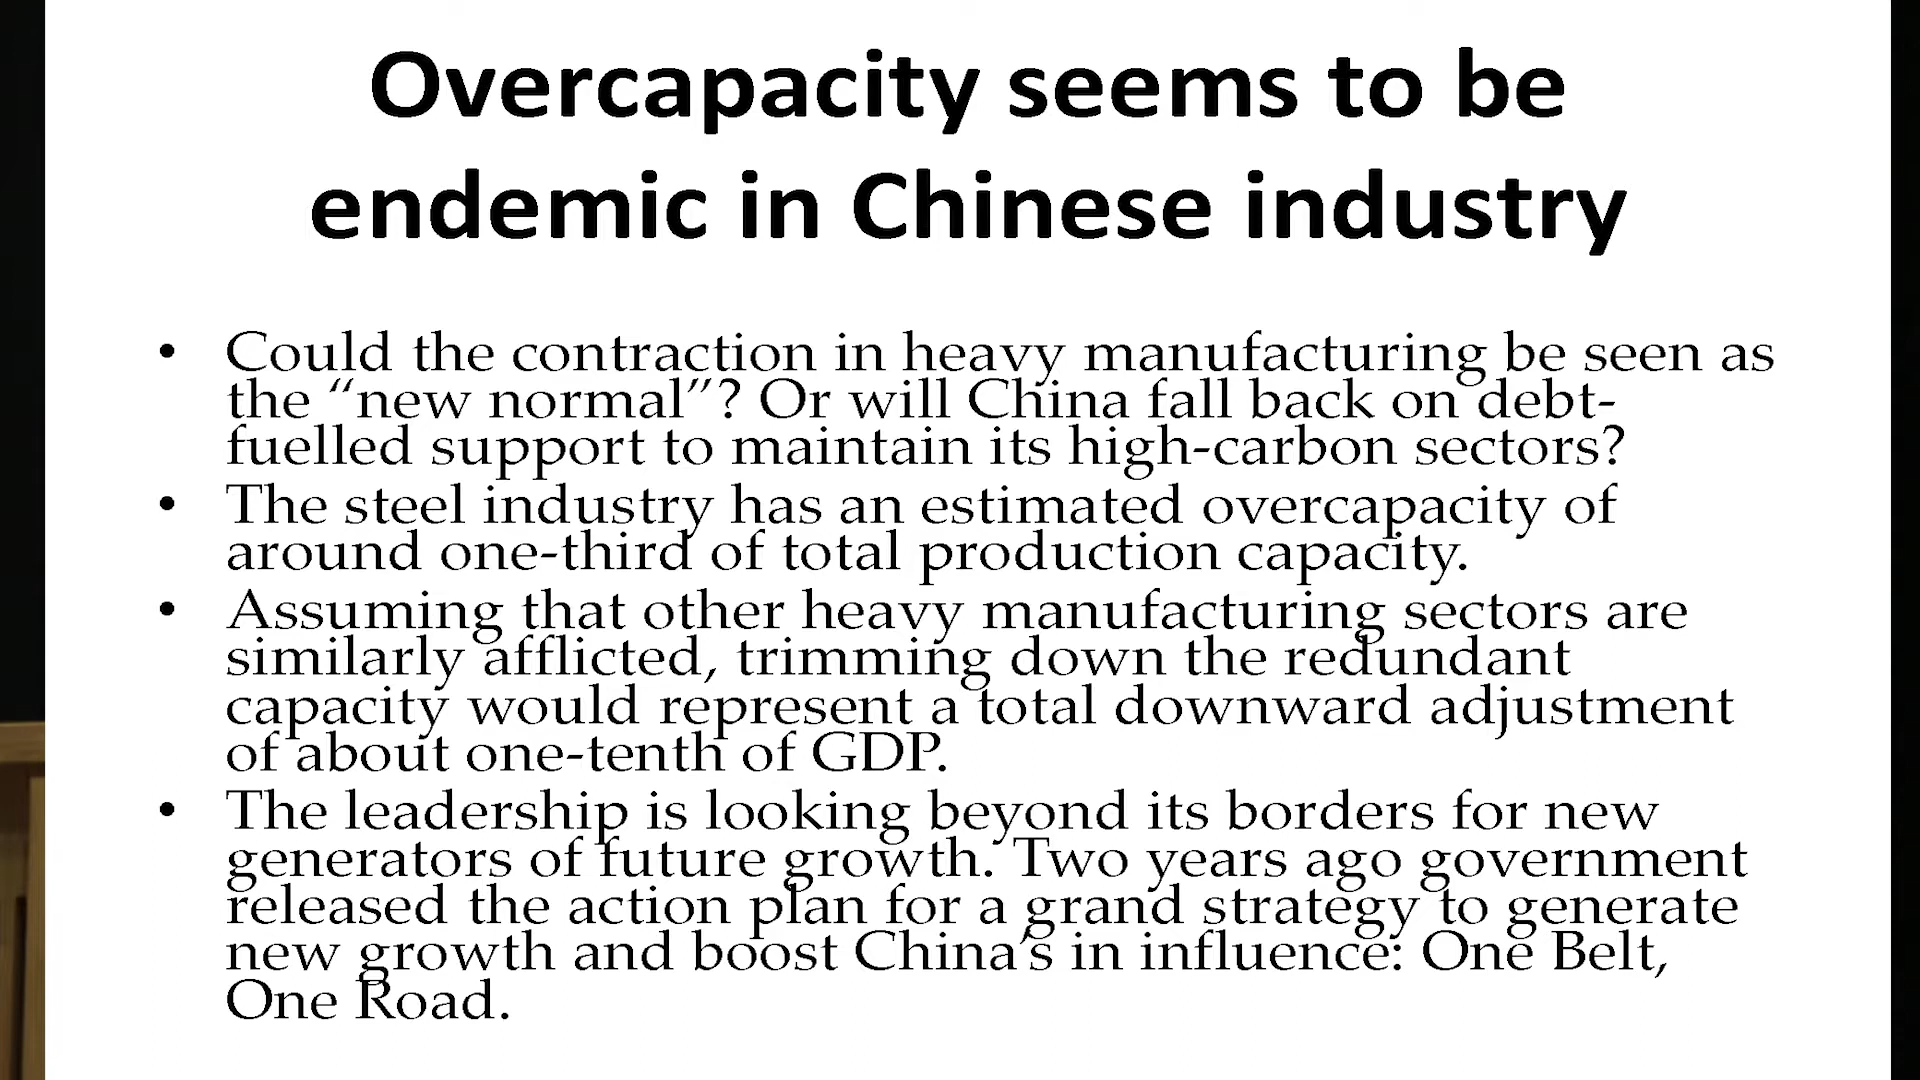 Overcapacity seems to be
endemic in Chinese industry
• Could the contraction in heavy manufacturing be seen as
the “new normal”? Or will China fall back on debt-
fuelled support to maintain its high-carbon sectors?
• The steel industry has an estimated overcapacity of
around one-third of total production capacity.
• Assuming that other heavy manufacturing sectors are
similarly afflicted, trimming down the redundant
capacity would represent a total downward adjustment
of about one-tenth of GDP.
• The leadership is looking beyond its borders for new
generators of future growth. Two years ago government
released the action plan for a grand strategy to generate
new growth and boost China’s in influence: One Belt,
One Road.